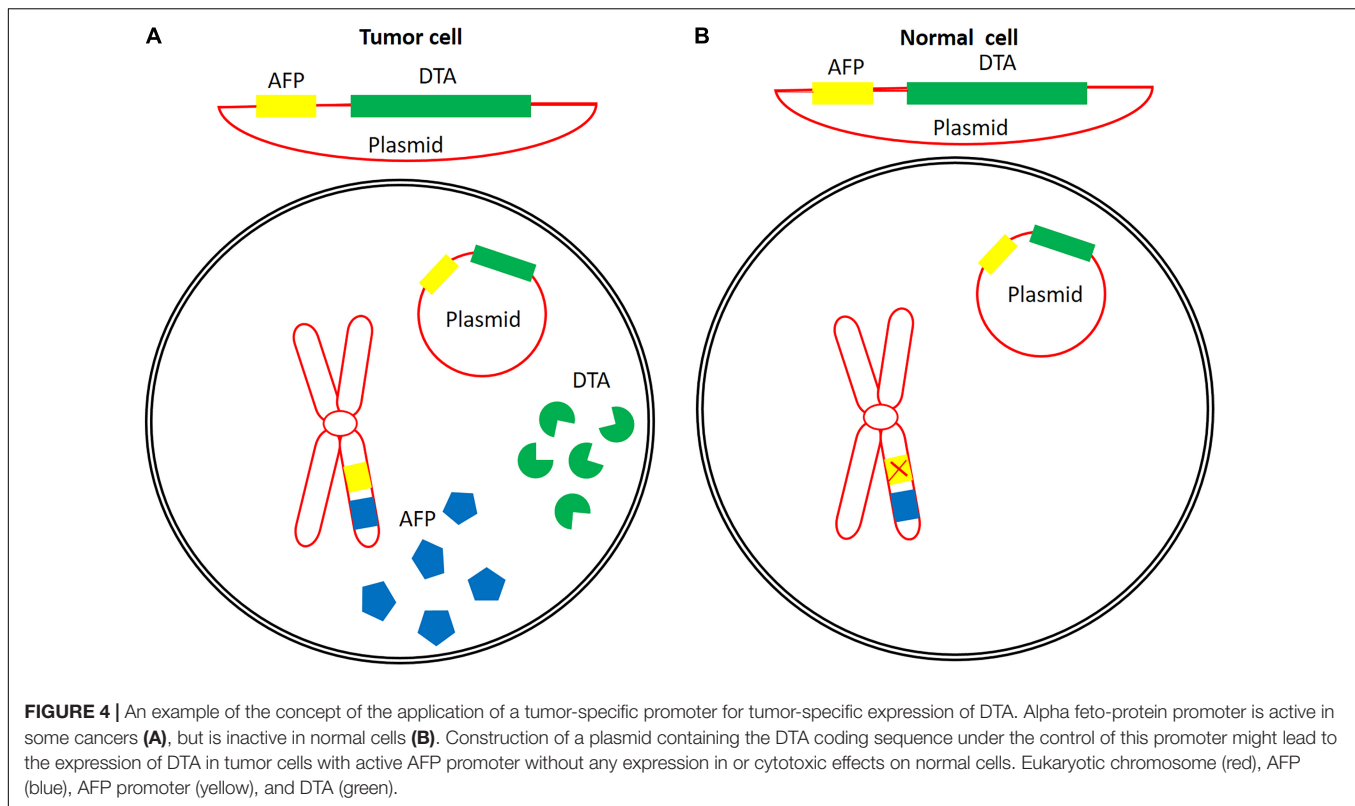 A
Tumor cell
AFP
DTA
Plasmid
Plasmid
DTA
AFP
B
Normal cell
AFP
DTA
Plasmid
Plasmid
FIGURE 4 | An example of the concept of the application of a tumor-specific promoter for tumor-specific expression of DTA. Alpha feto-protein promoter is active in
some cancers (A), but is inactive in normal cells (B). Construction of a plasmid containing the DTA coding sequence under the control of this promoter might lead to
the expression of DTA in tumor cells with active AFP promoter without any expression in or cytotoxic effects on normal cells. Eukaryotic chromosome (red), AFP
(blue), AFP promoter (yellow), and DTA (green).